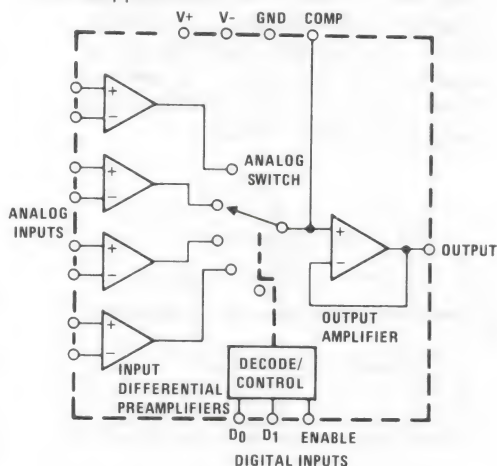 V+ V- GND COMP
+
-
ANALOG
SWITCH
+
-
ANALOG
INPUTS
+
-
+
-
OUTPUT
OUTPUT
AMPLIFIER
+
-
INPUT
DIFFERENTIAL
PREAMPLIFIERS
DECODE/
CONTROL
D0 D1 ENABLE
DIGITAL INPUTS